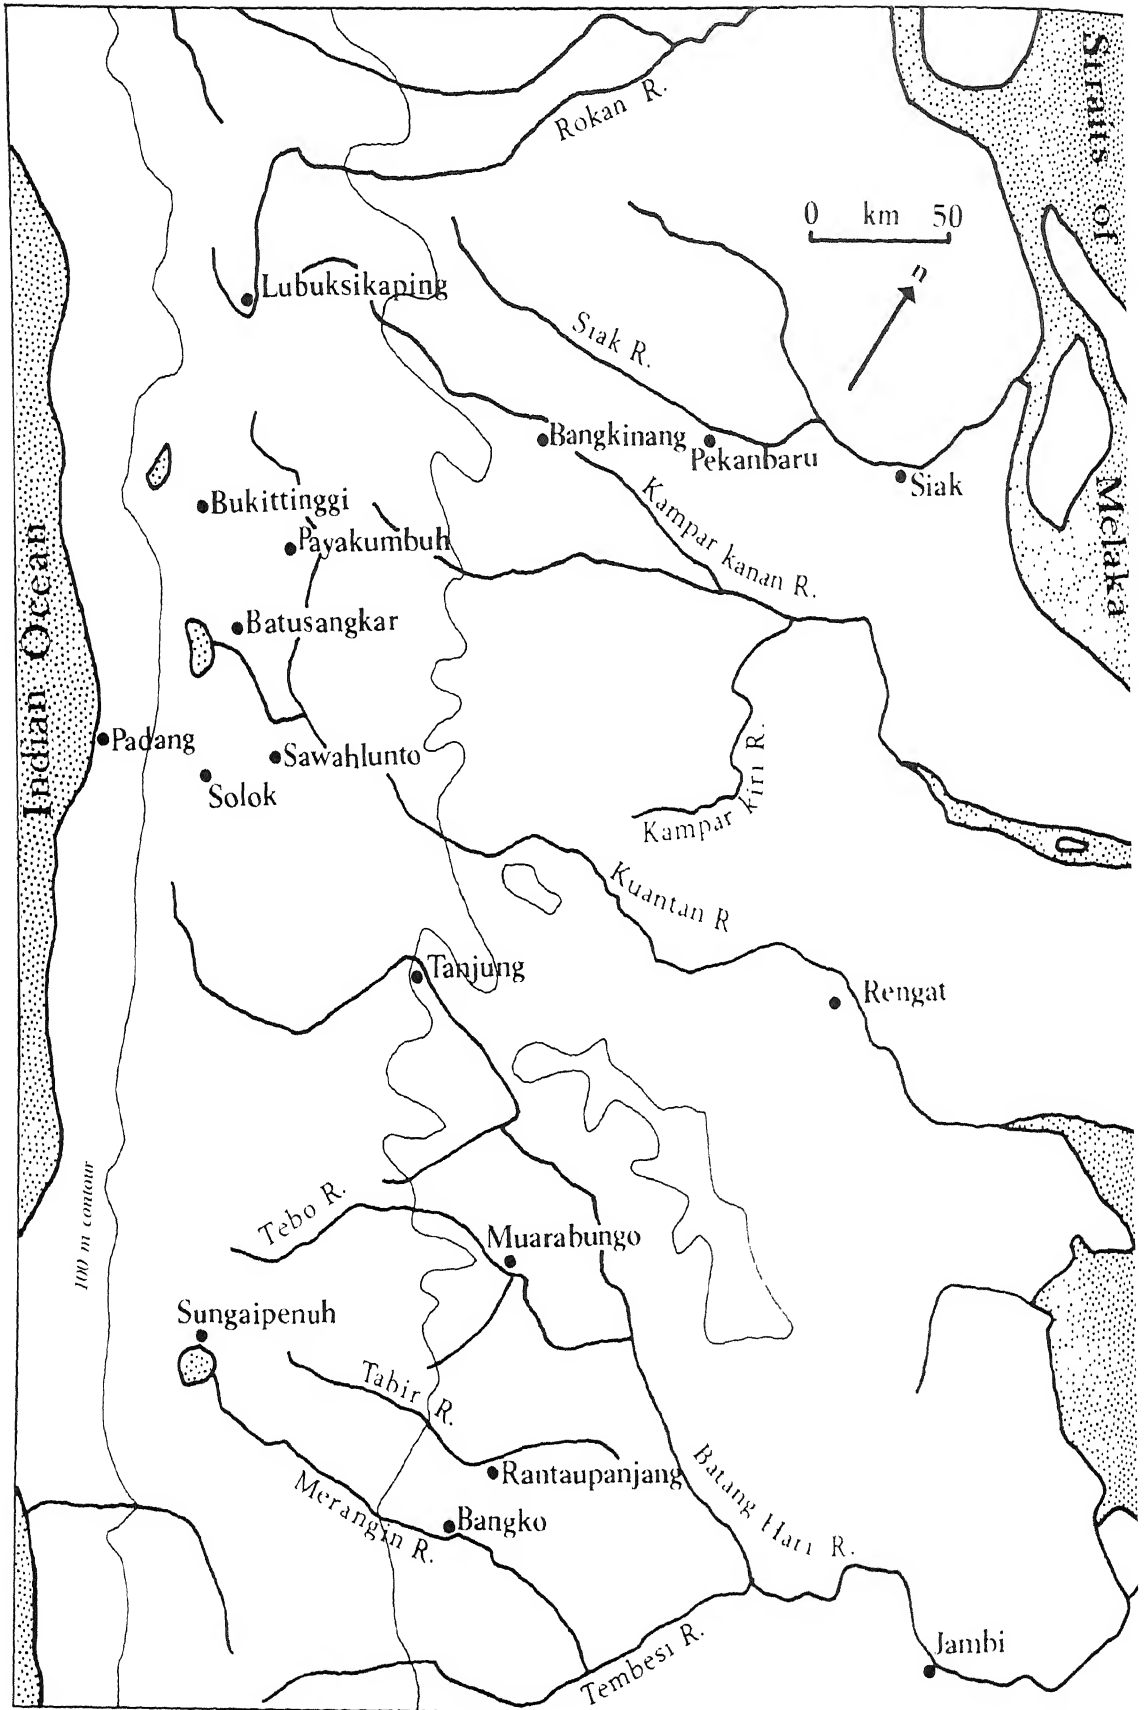 Straits of Melaka
Rokan R.
0 km 50
n
Lubuksikaping
Siak R.
Bangkinang
Pekanbaru
Siak
Bukittinggi
Kampar kanan R.
Payakumbuh
Indian Ocean
Batusangkar
Padang
Sawahlunto
Solok
Kampar kiri R.
Kuantan R
Tanjung
Rengat
100 m contour
Tebo R.
Muarabungo
Sungaipenuh
Tabir R.
Rantaupanjang
Batang Hari R.
Merangin R.
Bangko
Jambi
Tembesi R.